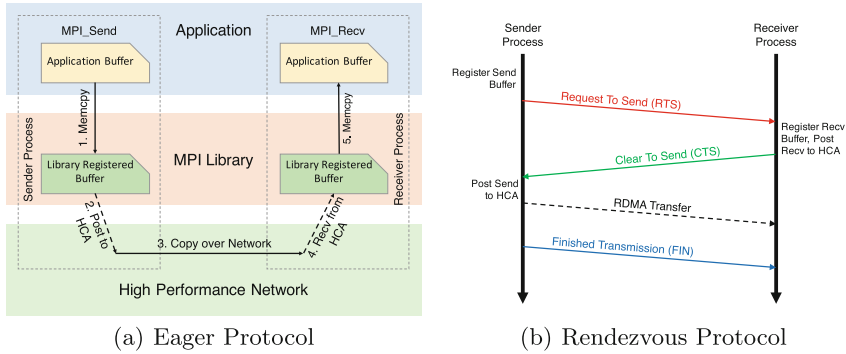 MPI_Send
Application
MPI_Recv
Application Buffer
Application Buffer
1. Memcpy
5. Memcpy
Sender Process
MPI Library
Receiver Process
Library Registered
Buffer
Library Registered
Buffer
2. Post to
HCA
3. Copy over Network
4. Recv from
HCA
High Performance Network
(a) Eager Protocol
Sender
Process
Receiver
Process
Register Send
Buffer
Request To Send (RTS)
Register Recv
Buffer, Post
Recv to HCA
Clear To Send (CTS)
Post Send
to HCA
RDMA Transfer
Finished Transmission (FIN)
(b) Rendezvous Protocol